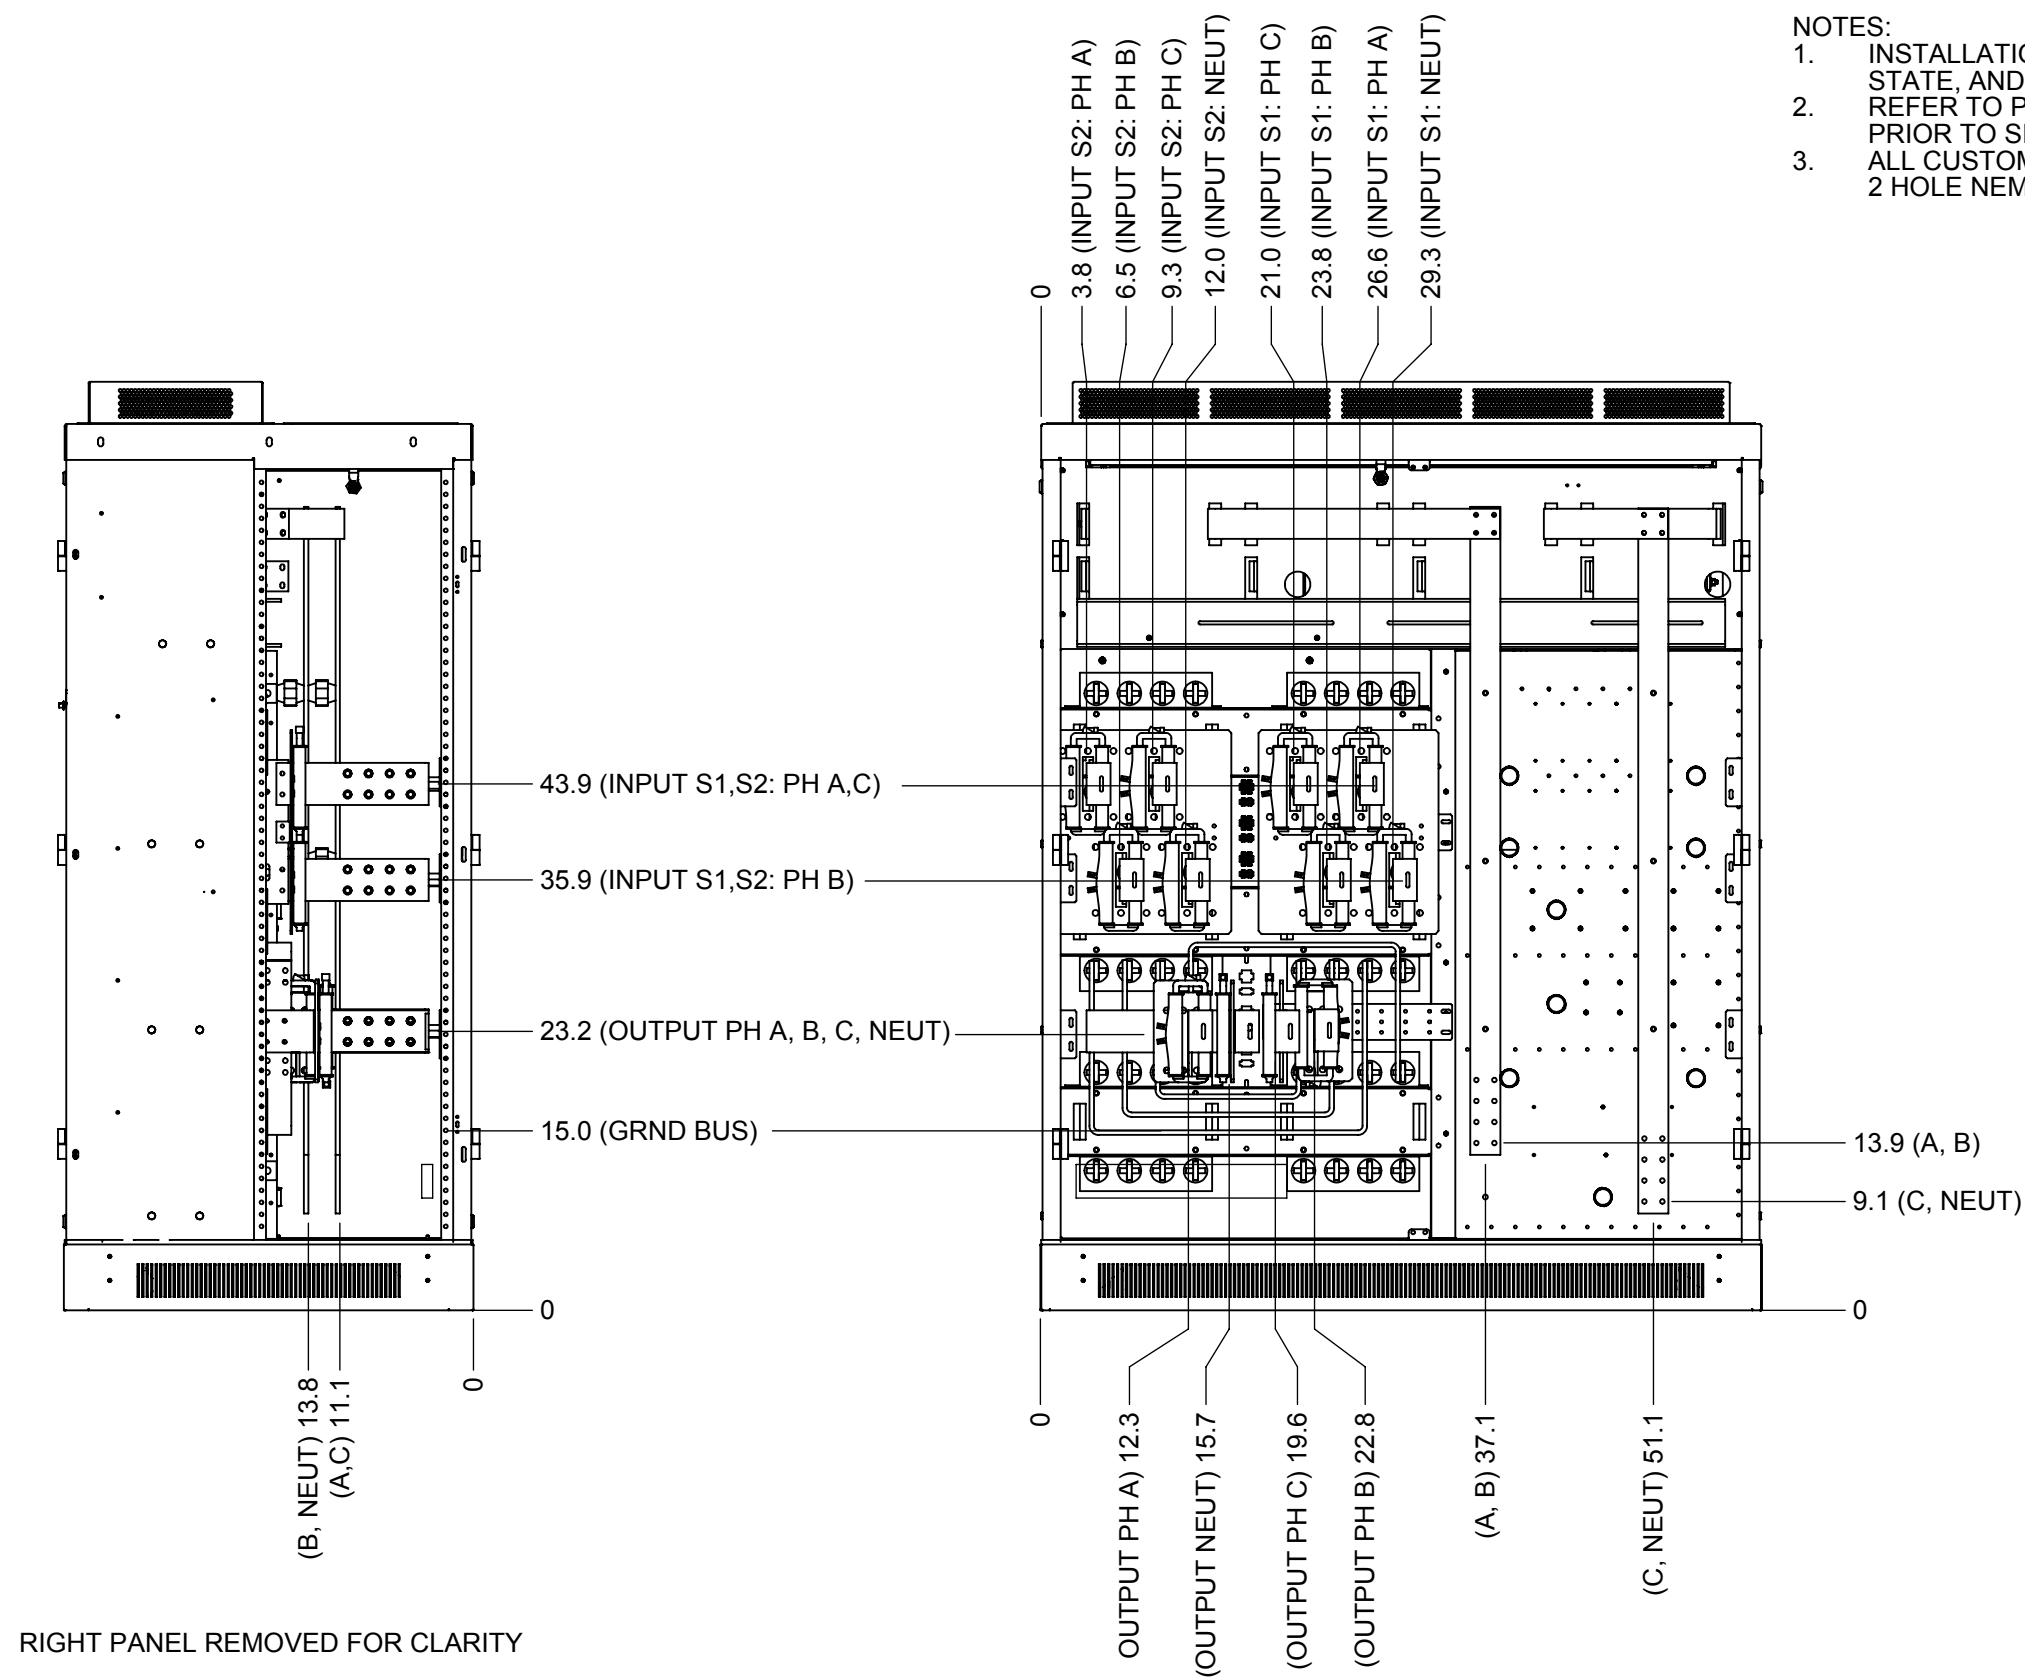 NOTES:
1. INSTALLATIO
STATE, AND
2. REFER TO P
PRIOR TO S
3. ALL CUSTOM
2 HOLE NEM
0
3.8 (INPUT S2: PH A)
6.5 (INPUT S2: PH B)
9.3 (INPUT S2: PH C)
12.0 (INPUT S2: NEUT)
21.0 (INPUT S1: PH C)
23.8 (INPUT S1: PH B)
26.6 (INPUT S1: PH A)
29.3 (INPUT S1: NEUT)
43.9 (INPUT S1,S2: PH A,C)
35.9 (INPUT S1,S2: PH B)
23.2 (OUTPUT PH A, B, C, NEUT)
15.0 (GRND BUS)
13.9 (A, B)
9.1 (C, NEUT)
0
0
(B, NEUT) 13.8
(A,C) 11.1
0
0
OUTPUT PH A) 12.3
(OUTPUT NEUT) 15.7
(OUTPUT PH C) 19.6
(OUTPUT PH B) 22.8
(A, B) 37.1
(C, NEUT) 51.1
RIGHT PANEL REMOVED FOR CLARITY